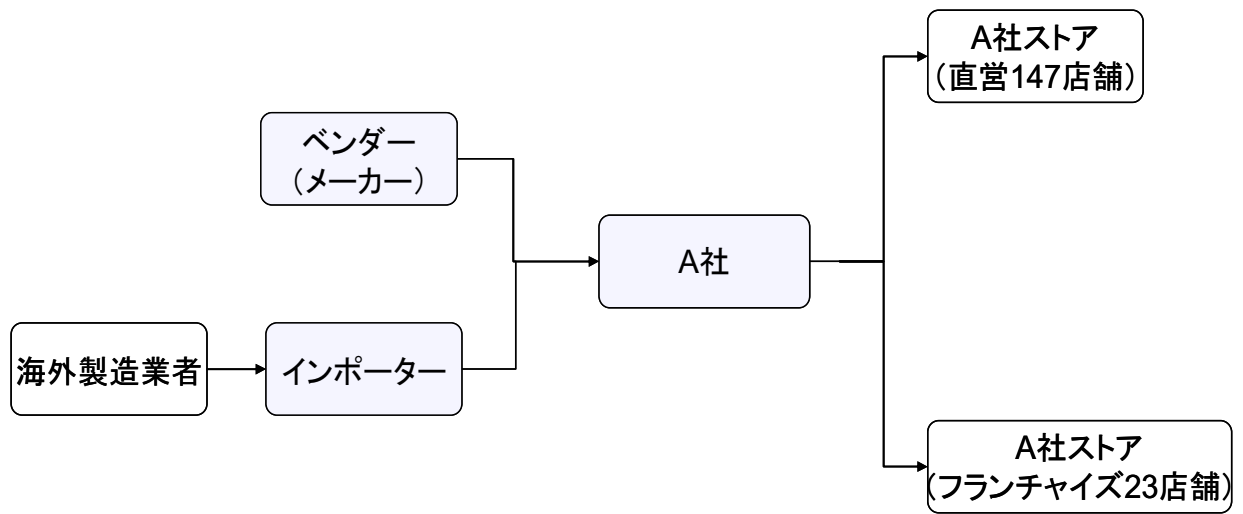 A社ストア
（直営147店舗）
ベンダー
（メーカー）
A社
海外製造業者
インポーター
A社ストア
（フランチャイズ23店舗）